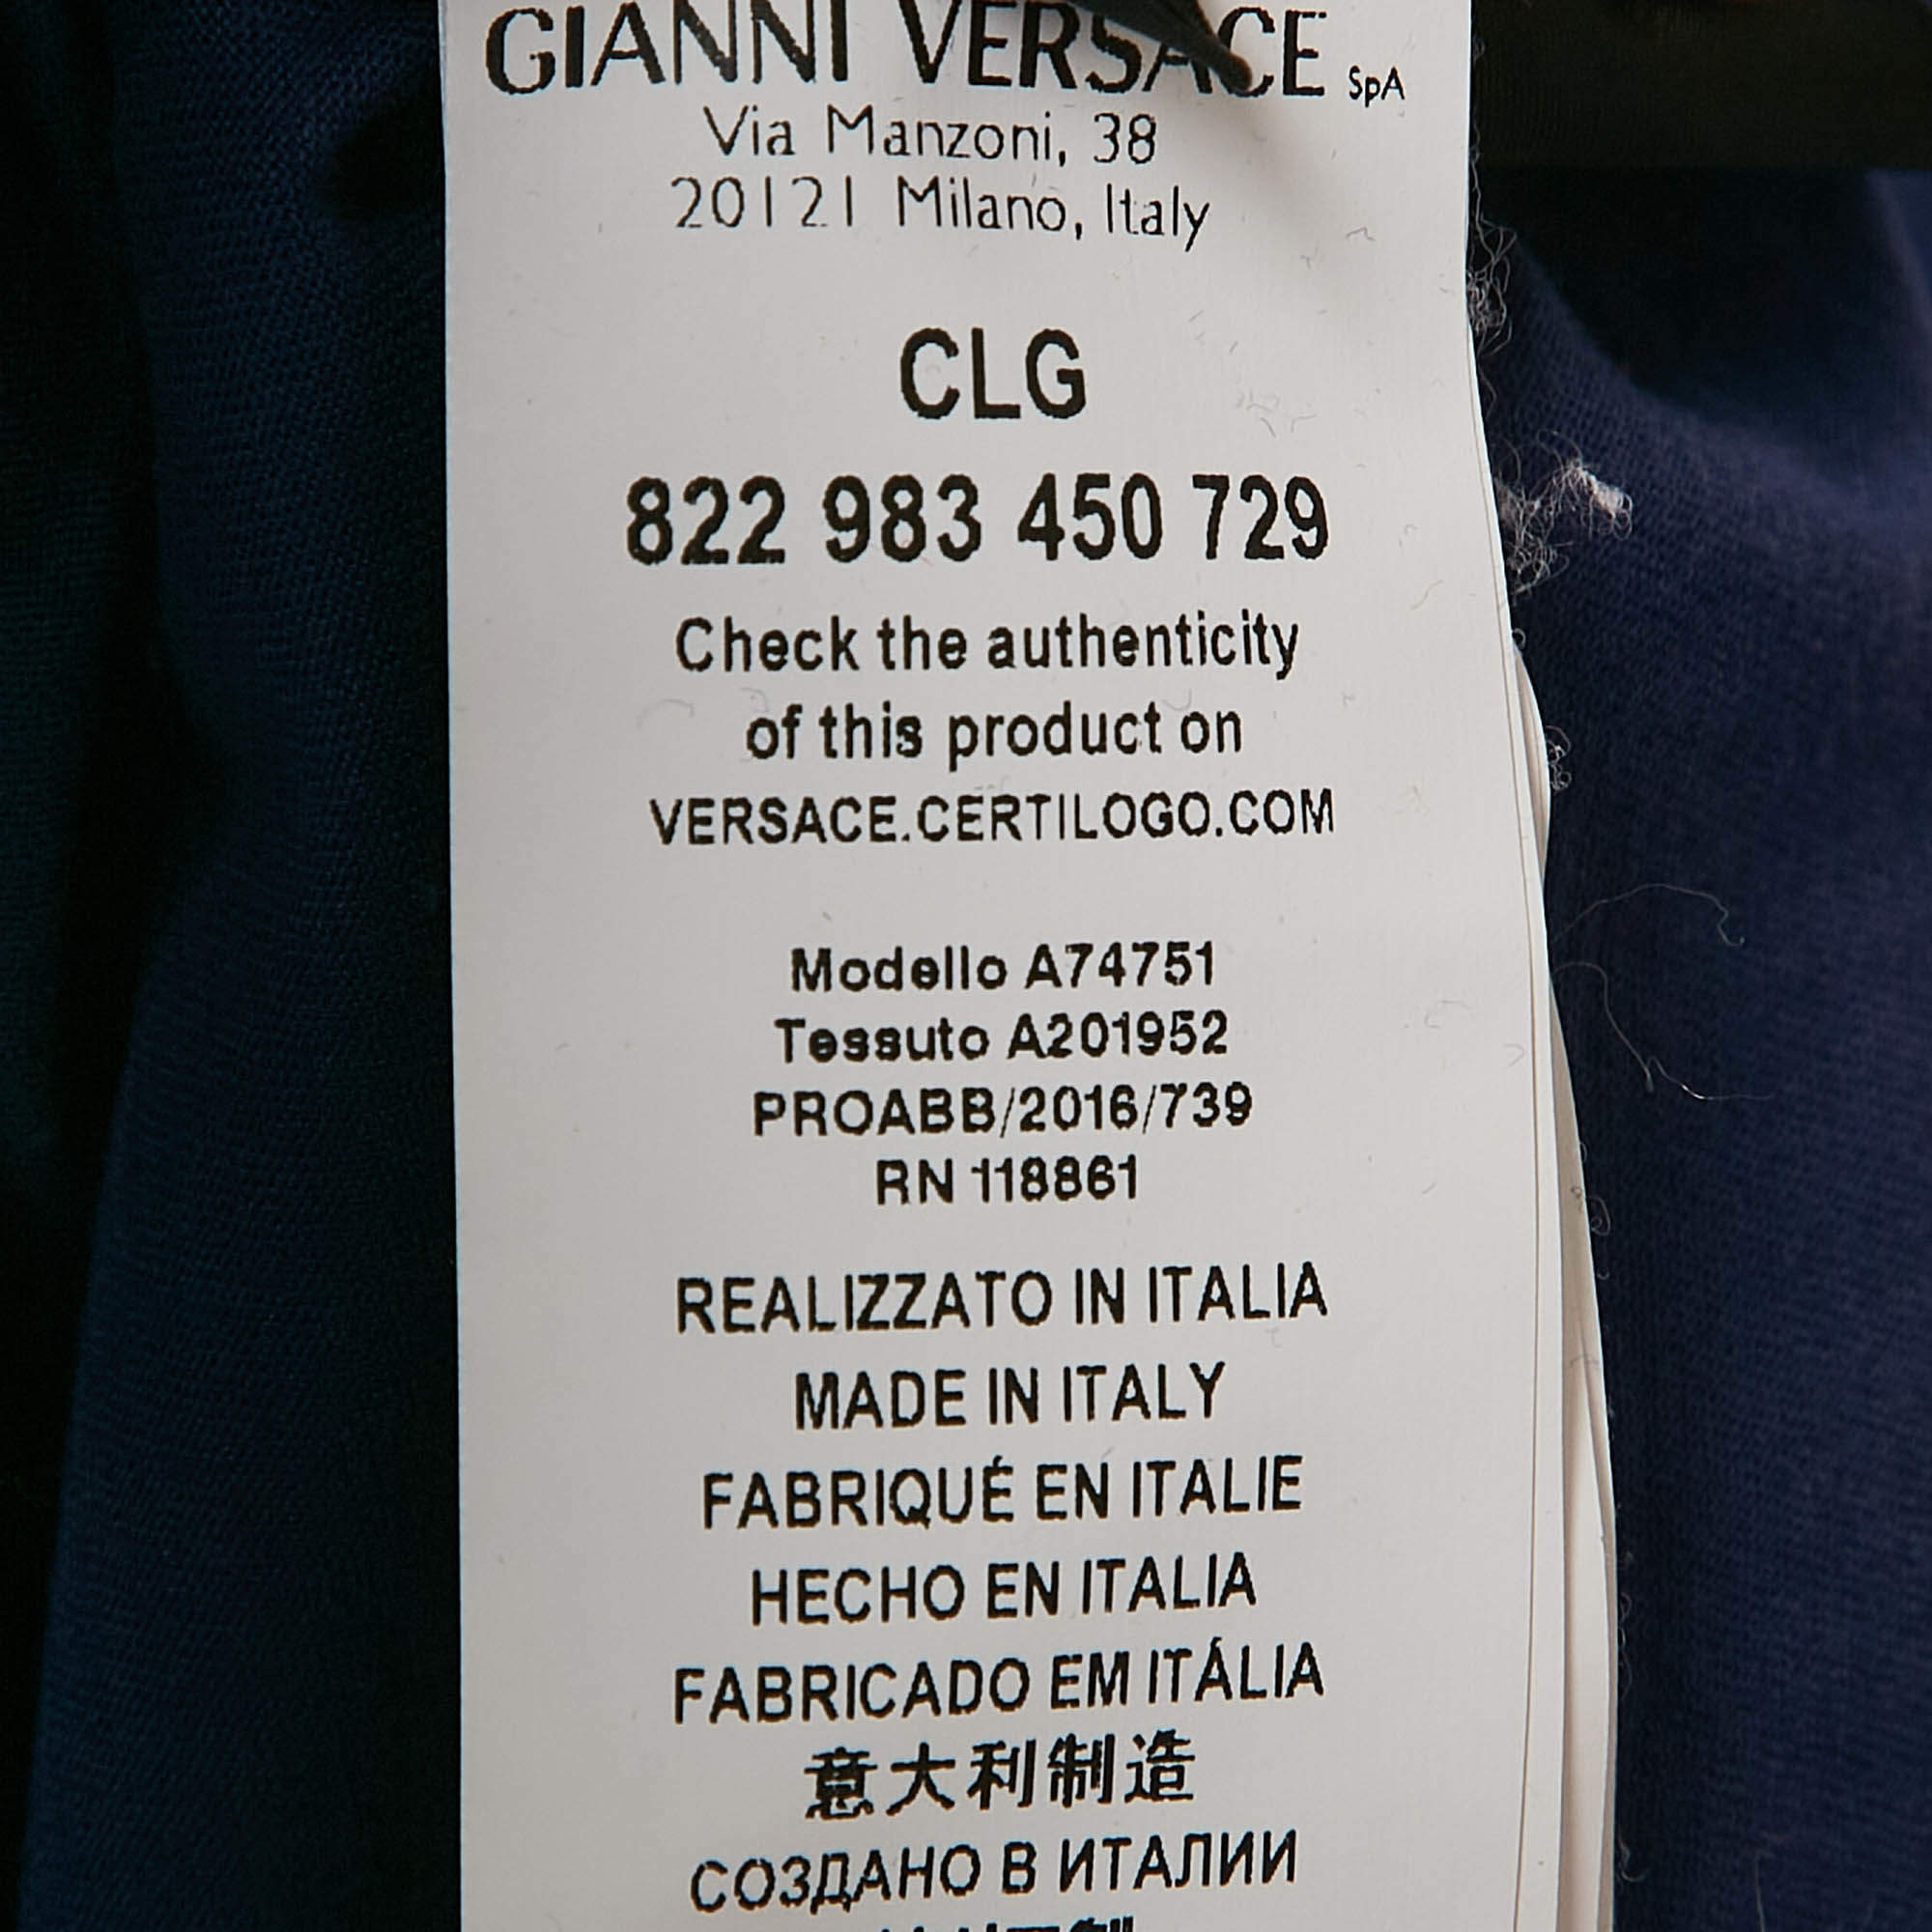 GIANNI VERSACE SpA
Via Manzoni, 38
20121 Milano, Italy
CLG
822 983 450 729
Check the authenticity
of this product on
VERSACE.CERTILOGO.COM
Modello A74751
Tessuto A201952
PROABB/2016/739
RN 118861
REALIZZATO IN ITALIA
MADE IN ITALY
FABRIQUÉ EN ITALIE
HECHO EN ITALIA
FABRICADO EM ITÁLIA
意大利制造
СОЗДАНО В ИТАЛИИ